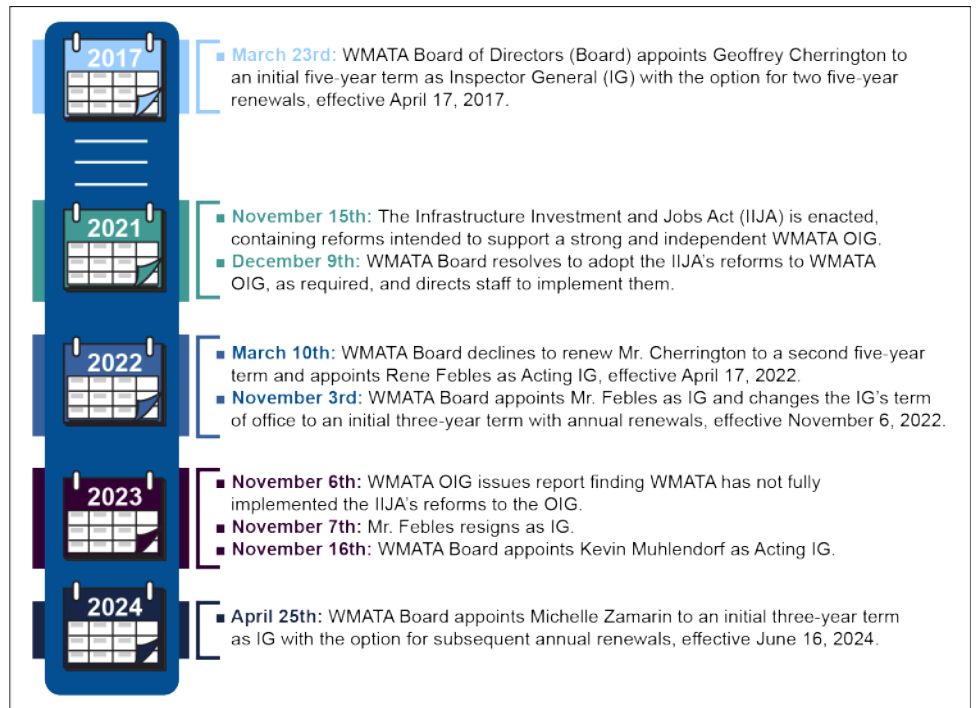 2017
▪ March 23rd: WMATA Board of Directors (Board) appoints Geoffrey Cherrington to
an initial five-year term as Inspector General (IG) with the option for two five-year
renewals, effective April 17, 2017.
2021
▪ November 15th: The Infrastructure Investment and Jobs Act (IIJA) is enacted,
containing reforms intended to support a strong and independent WMATA OIG.
▪ December 9th: WMATA Board resolves to adopt the IIJA’s reforms to WMATA
OIG, as required, and directs staff to implement them.
2022
▪ March 10th: WMATA Board declines to renew Mr. Cherrington to a second five-year
term and appoints Rene Febles as Acting IG, effective April 17, 2022.
▪ November 3rd: WMATA Board appoints Mr. Febles as IG and changes the IG’s term
of office to an initial three-year term with annual renewals, effective November 6, 2022.
2023
▪ November 6th: WMATA OIG issues report finding WMATA has not fully
implemented the IIJA’s reforms to the OIG.
▪ November 7th: Mr. Febles resigns as IG.
▪ November 16th: WMATA Board appoints Kevin Muhlendorf as Acting IG.
2024
▪ April 25th: WMATA Board appoints Michelle Zamarin to an initial three-year term
as IG with the option for subsequent annual renewals, effective June 16, 2024.